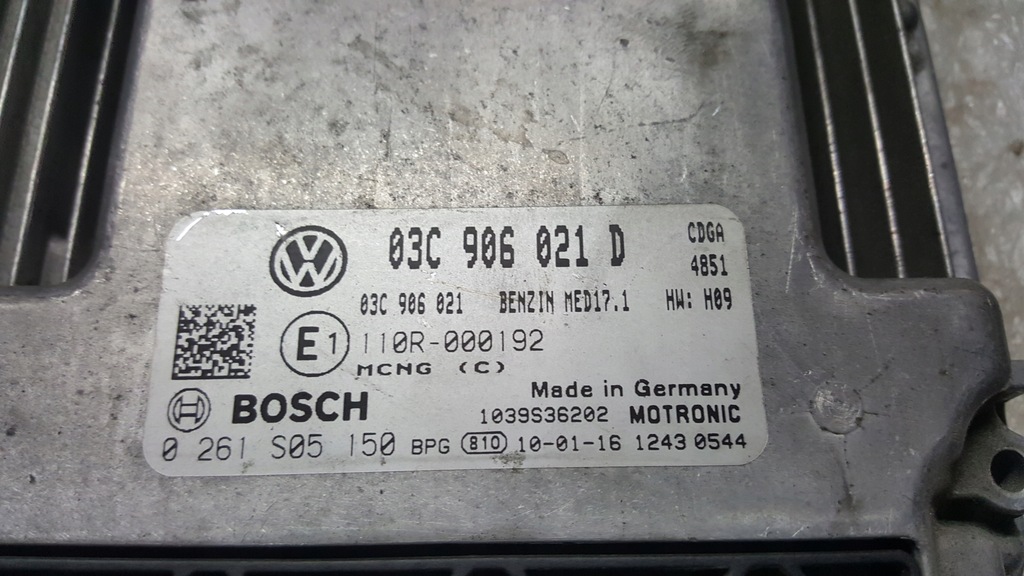 03C 906 021 D CDGA
4851
03C 906 021 BENZIN MED17.1 HW: H09
E1 110R-000192
MCNG (C)
Made in Germany
BOSCH 1039S36202 MOTRONIC
0 261 S05 150 BPG 810 10-01-16 1243 0544